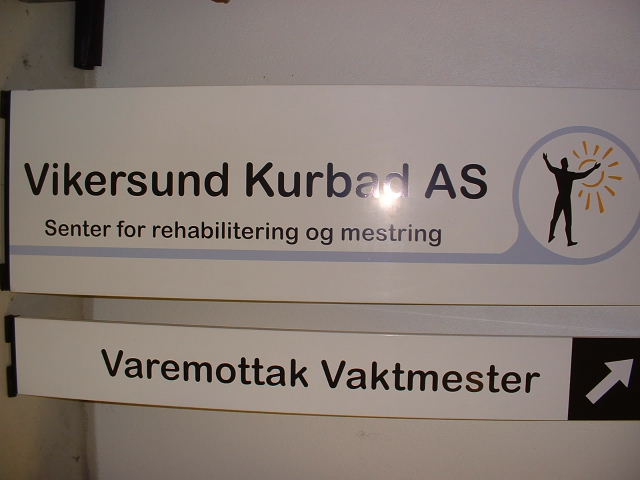 Vikersund Kurbad AS
Senter for rehabilitering og mestring
Varemottak Vaktmester